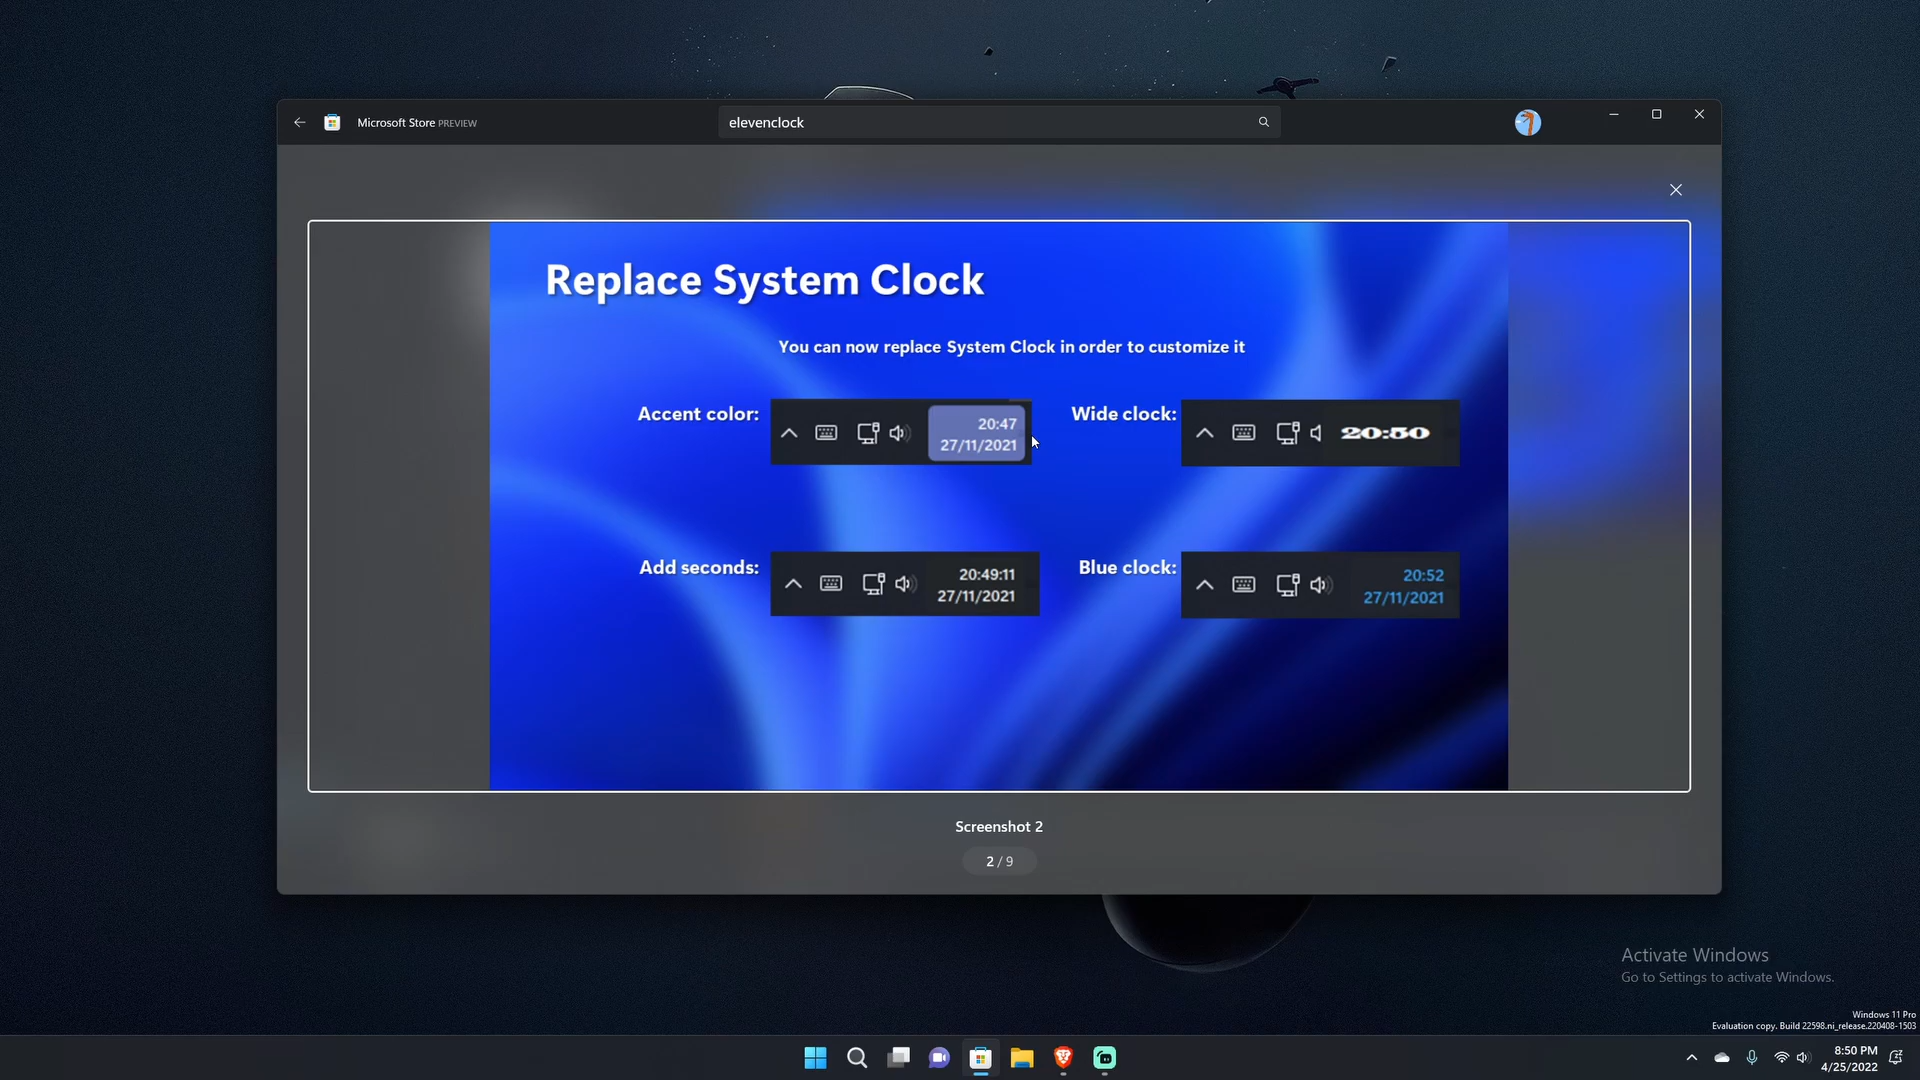 Microsoft Store PREVIEW
elevenclock
Replace System Clock
You can now replace System Clock in order to customize it
Accent color:
20:47
27/11/2021
Wide clock:
20:50
Add seconds:
20:49:11
27/11/2021
Blue clock:
20:52
27/11/2021
Screenshot 2
2 / 9
Activate Windows
Go to Settings to activate Windows.
Windows 11 Pro
Evaluation copy. Build 22598.ni_release.220408-1503
8:50 PM
4/25/2022